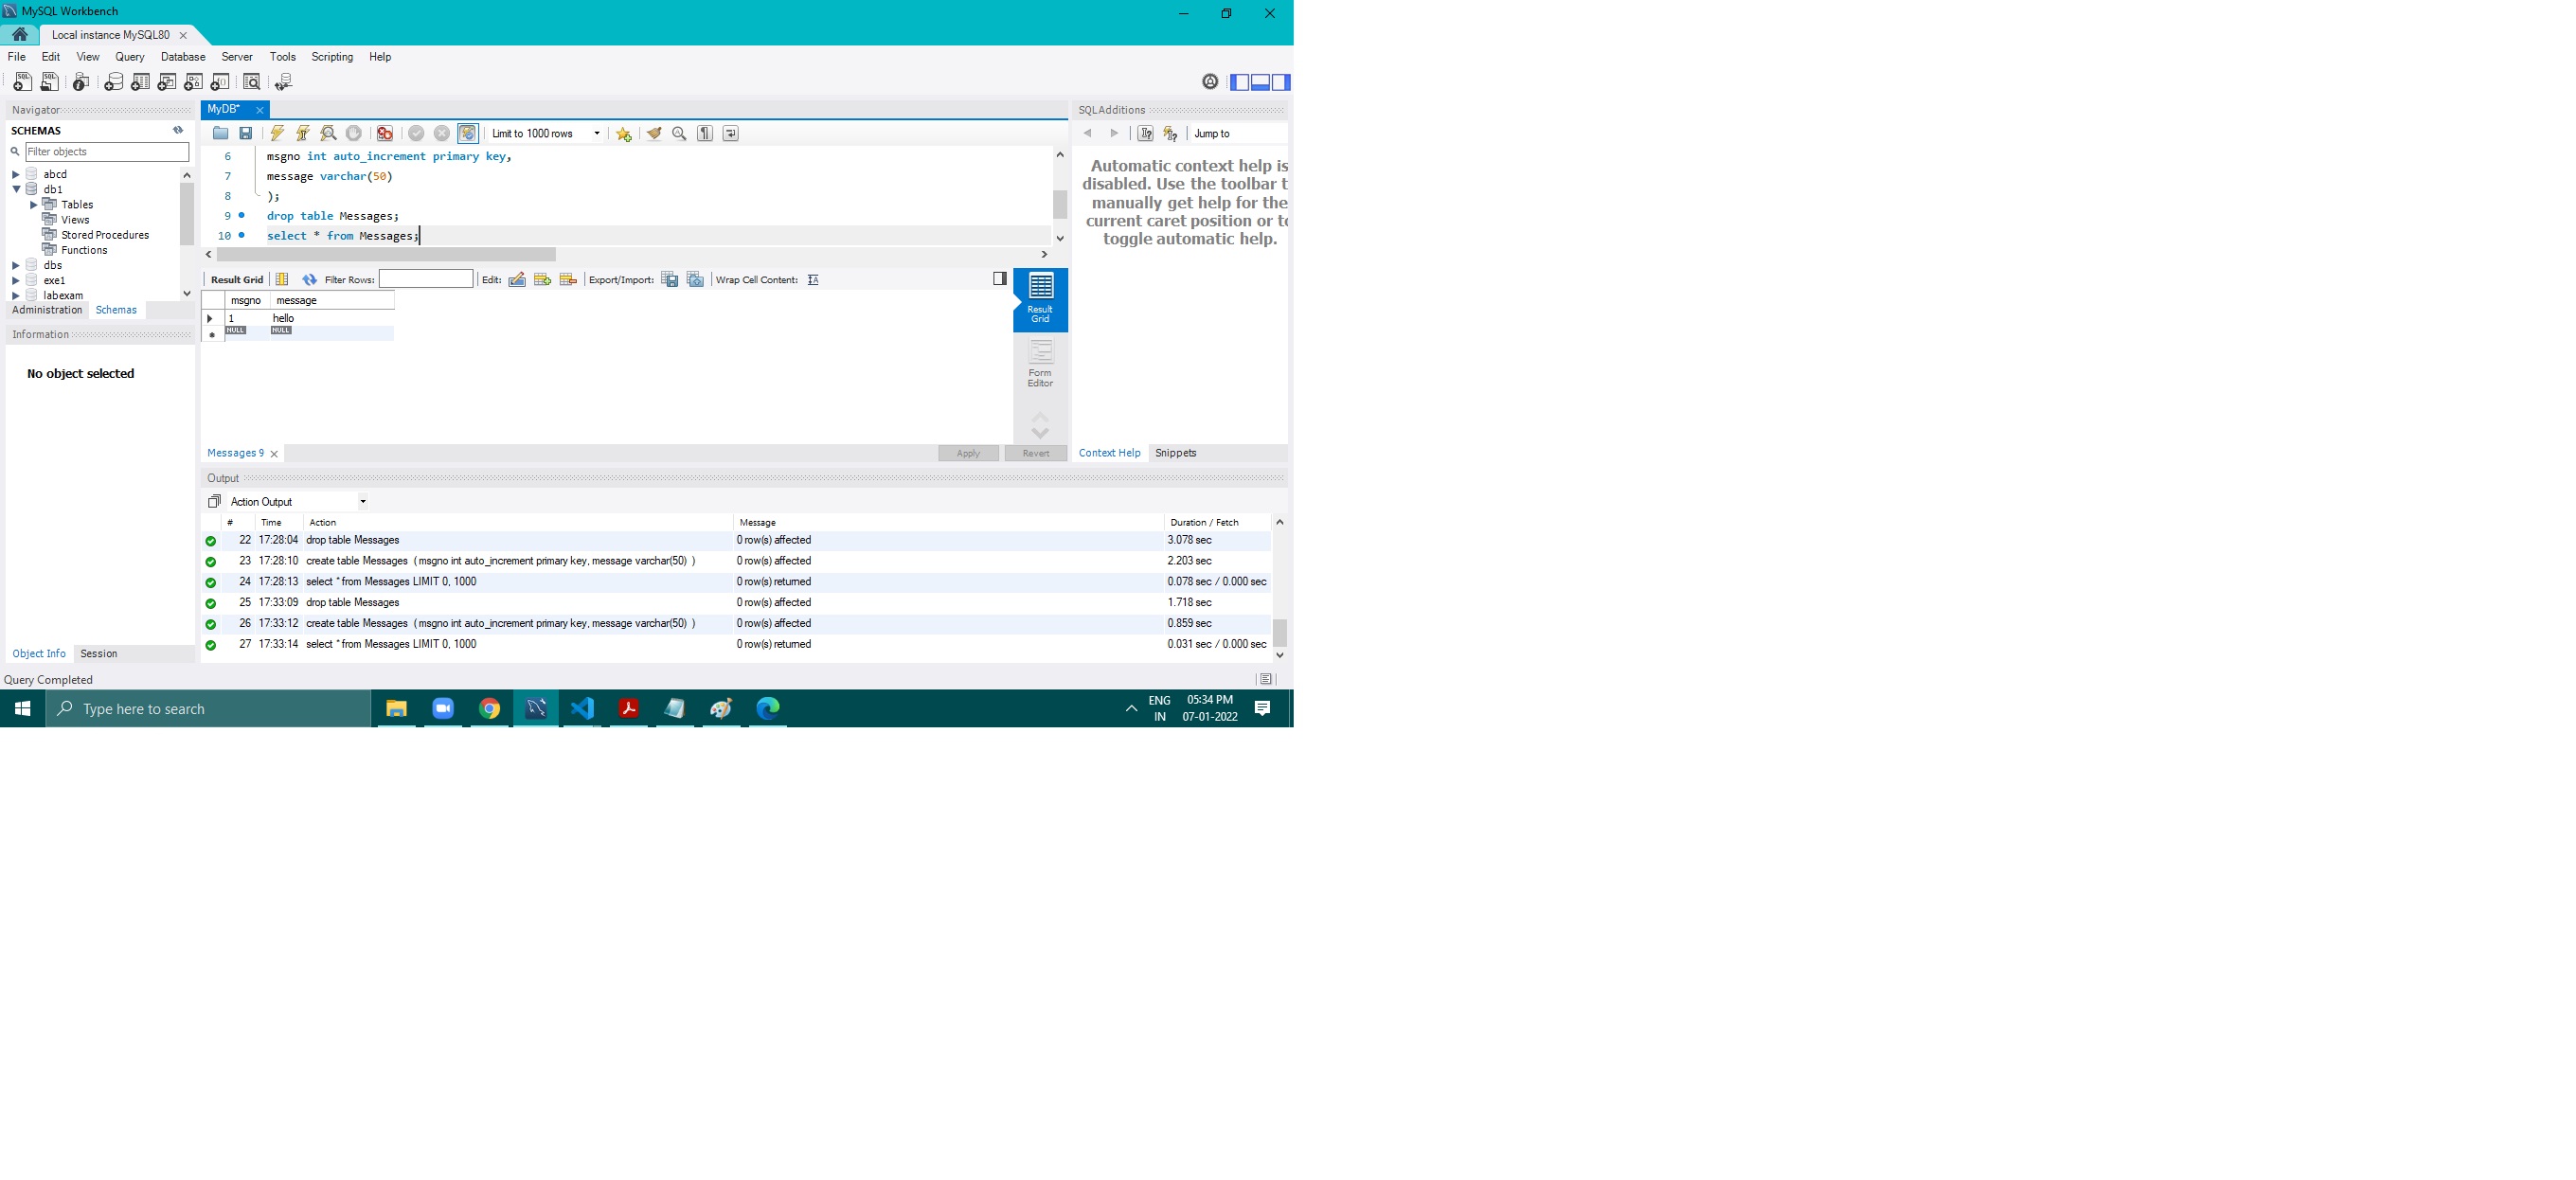 MySQL Workbench
Local instance MySQL80
File Edit View Query Database Server Tools Scripting Help
Navigator
SCHEMAS
Filter objects
abcd
db1
Tables
Views
Stored Procedures
Functions
dbs
exe1
labexam
Administration Schemas
Information
No object selected
Object Info Session
MyDB*
Limit to 1000 rows
6 msgno int auto_increment primary key,
7 message varchar(50)
8 );
9 drop table Messages;
10 select * from Messages;
Result Grid Filter Rows: Edit: Export/Import: Wrap Cell Content:
msgno message
1 hello
NULL NULL
Result
Grid
Form
Editor
Messages 9
Apply Revert
SQLAdditions
Jump to
Automatic context help is
disabled. Use the toolbar t
manually get help for the
current caret position or to
toggle automatic help.
Context Help Snippets
Output
Action Output
# Time Action Message Duration / Fetch
22 17:28:04 drop table Messages 0 row(s) affected 3.078 sec
23 17:28:10 create table Messages ( msgno int auto_increment primary key, message varchar(50) ) 0 row(s) affected 2.203 sec
24 17:28:13 select * from Messages LIMIT 0, 1000 0 row(s) returned 0.078 sec / 0.000 sec
25 17:33:09 drop table Messages 0 row(s) affected 1.718 sec
26 17:33:12 create table Messages ( msgno int auto_increment primary key, message varchar(50) ) 0 row(s) affected 0.859 sec
27 17:33:14 select * from Messages LIMIT 0, 1000 0 row(s) returned 0.031 sec / 0.000 sec
Query Completed
Type here to search
ENG
IN
05:34 PM
07-01-2022